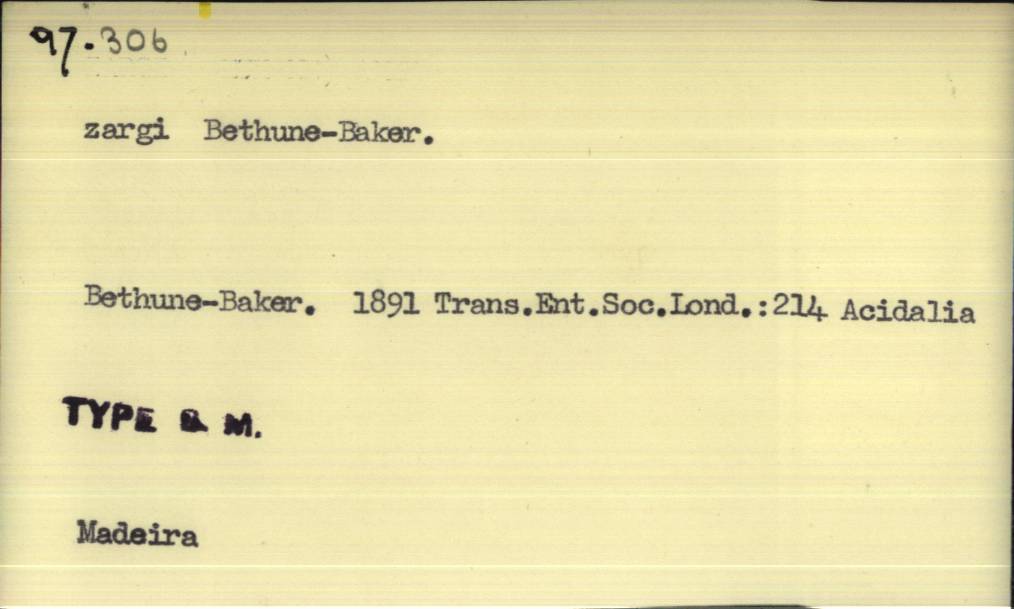 97.306
zargi Bethune-Baker.
Bethune-Baker. 1891 Trans.Ent.Soc.Lond.:214 Acidalia
TYPE B M.
Madeira